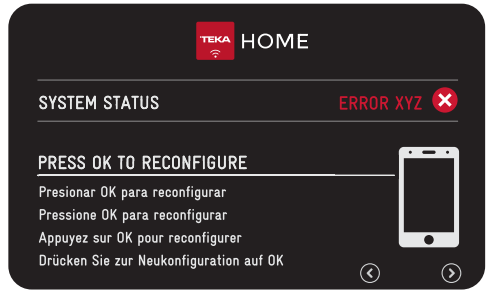 TEKA HOME
SYSTEM STATUS ERROR XYZ
PRESS OK TO RECONFIGURE
Presionar OK para reconfigurar
Pressione OK para reconfigurar
Appuyez sur OK pour reconfigurer
Drücken Sie zur Neukonfiguration auf OK